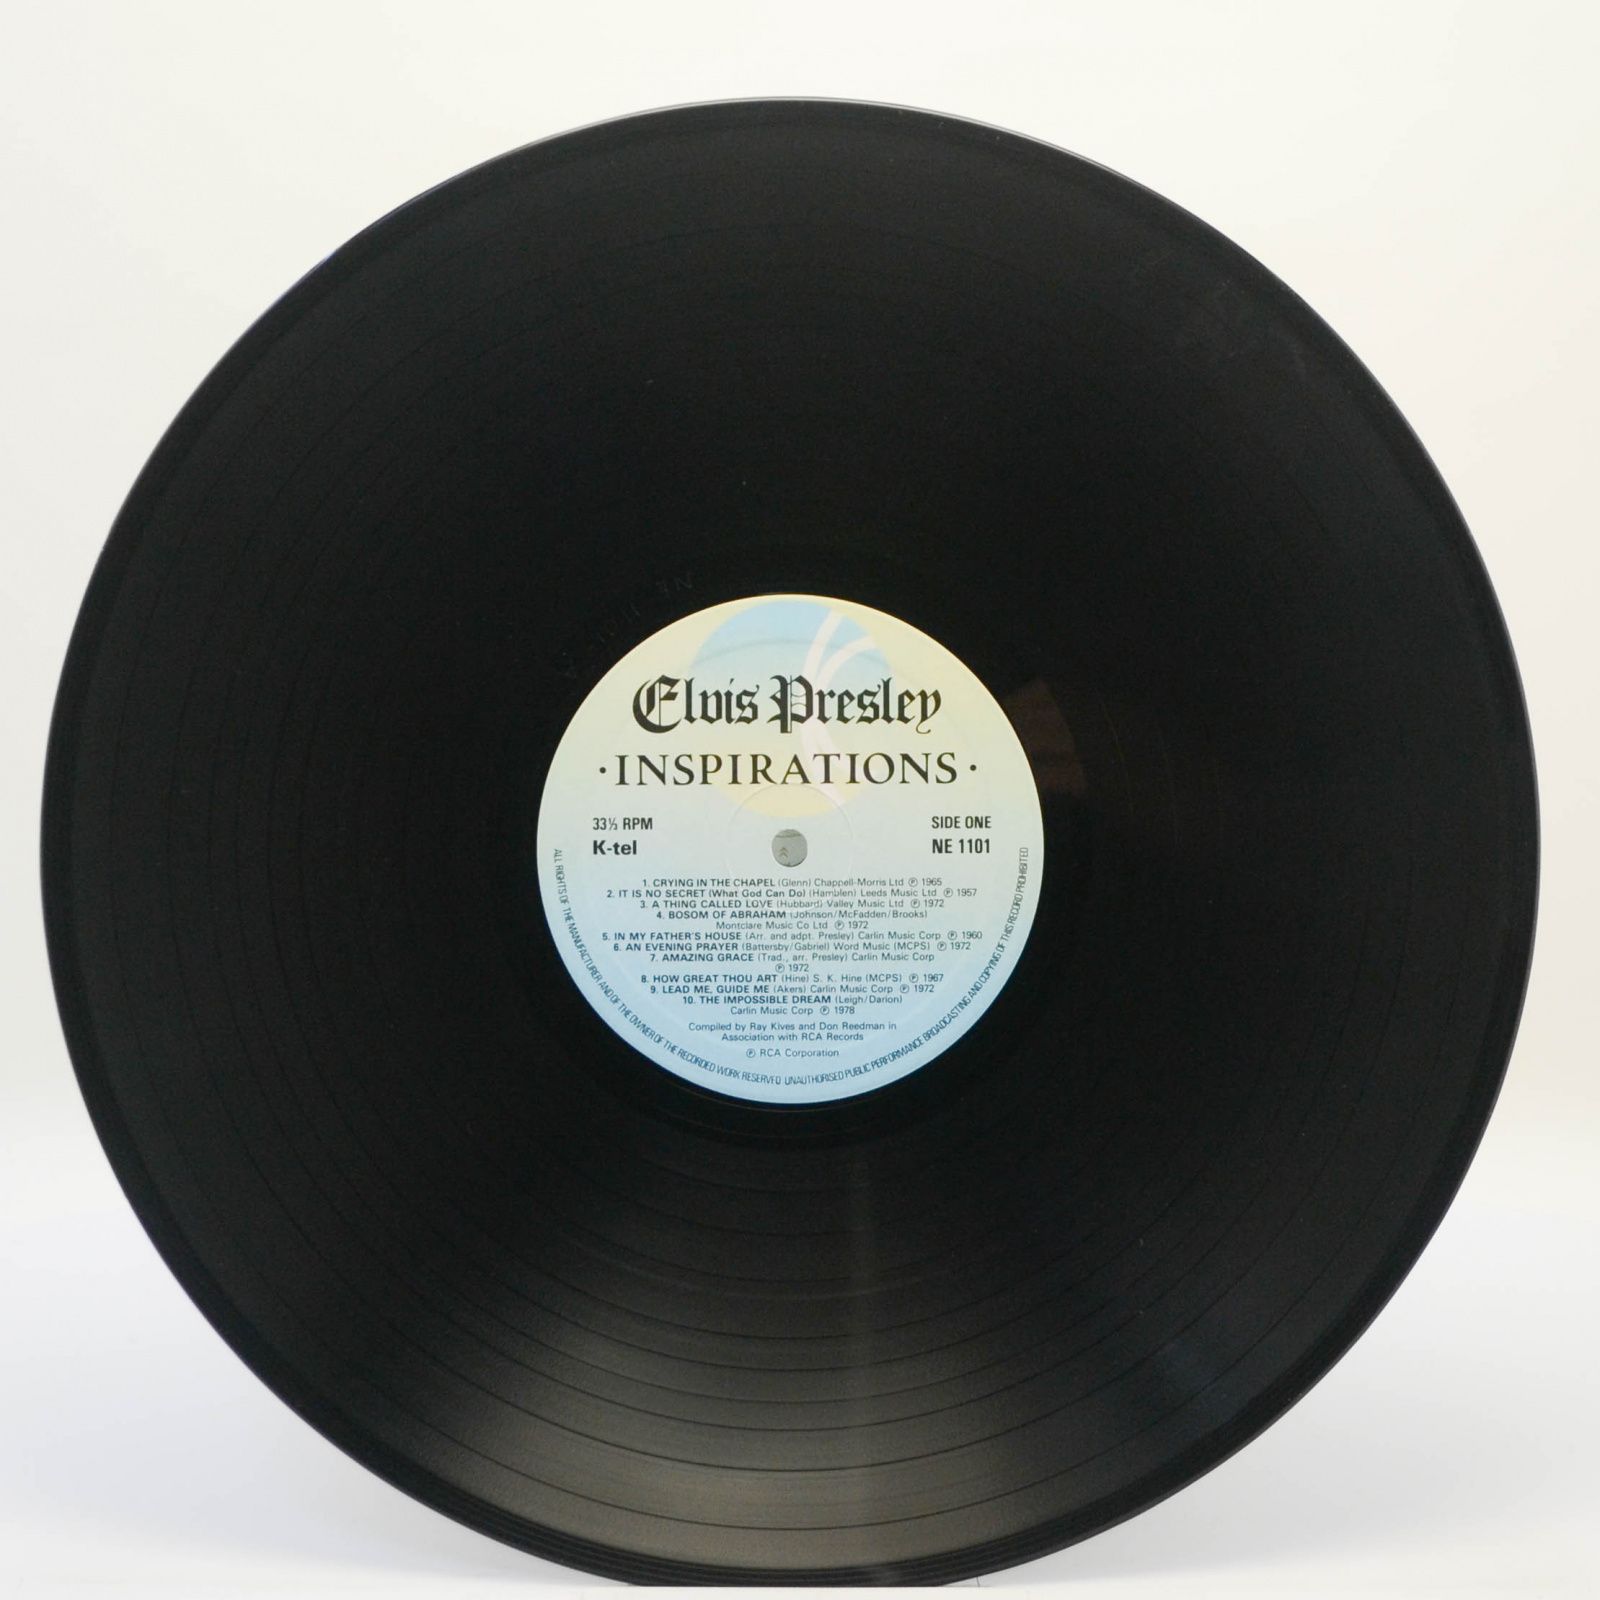 Elvis Presley
·INSPIRATIONS·
33⅓ RPM
SIDE ONE
K-tel
NE 1101
1. CRYING IN THE CHAPEL (Glenn) Chappell-Morris Ltd ℗ 1965
2. IT IS NO SECRET (What God Can Do) (Hamblen) Leeds Music Ltd ℗ 1957
3. A THING CALLED LOVE (Hubbard) Valley Music Ltd ℗ 1972
4. BOSOM OF ABRAHAM (Johnson/McFadden/Brooks)
Montclare Music Co Ltd ℗ 1972
5. IN MY FATHER'S HOUSE (Arr. and adpt. Presley) Carlin Music Corp ℗ 1960
6. AN EVENING PRAYER (Battersby/Gabriel) Word Music (MCPS) ℗ 1972
7. AMAZING GRACE (Trad., arr. Presley) Carlin Music Corp
℗ 1972
8. HOW GREAT THOU ART (Hine) S. K. Hine (MCPS) ℗ 1967
9. LEAD ME, GUIDE ME (Akers) Carlin Music Corp ℗ 1972
10. THE IMPOSSIBLE DREAM (Leigh/Darion)
Carlin Music Corp ℗ 1978
Compiled by Ray Kives and Don Reedman in
Association with RCA Records
℗ RCA Corporation
ALL RIGHTS OF THE MANUFACTURER AND OF THE OWNER OF THE RECORDED WORK RESERVED UNAUTHORISED PUBLIC PERFORMANCE BROADCASTING AND COPYING OF THIS RECORD PROHIBITED